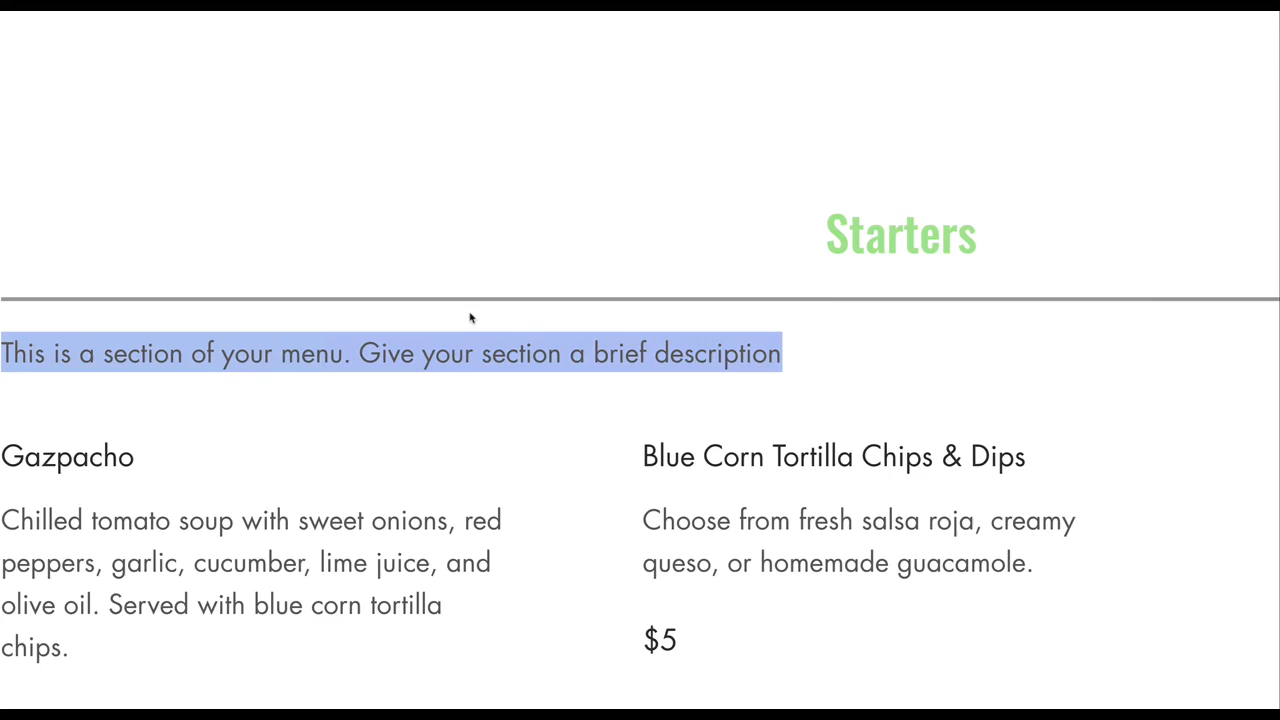 Starters
This is a section of your menu. Give your section a brief description
Gazpacho
Chilled tomato soup with sweet onions, red
peppers, garlic, cucumber, lime juice, and
olive oil. Served with blue corn tortilla
chips.
Blue Corn Tortilla Chips & Dips
Choose from fresh salsa roja, creamy
queso, or homemade guacamole.
$5